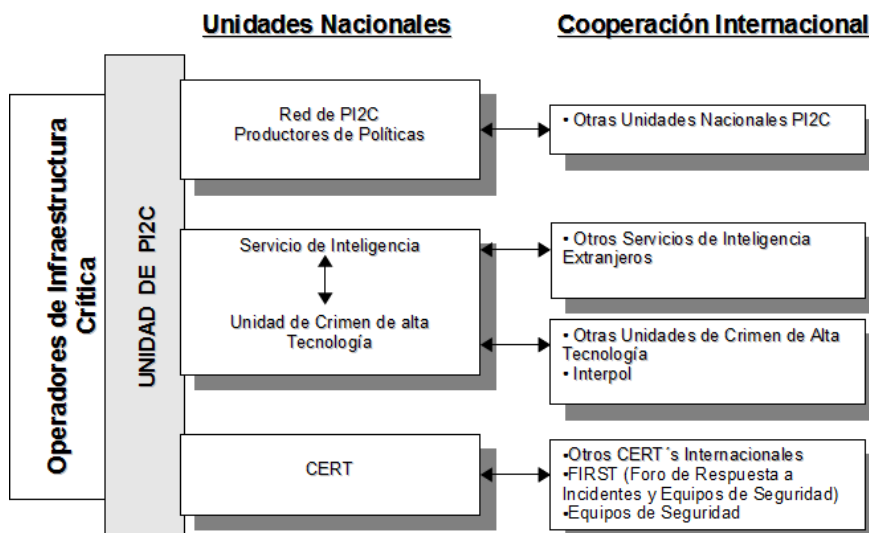 Unidades Nacionales
Cooperación Internacional
Operadores de Infraestructura
Crítica
UNIDAD DE PI2C
Red de PI2C
Productores de Políticas
• Otras Unidades Nacionales PI2C
Servicio de Inteligencia
Unidad de Crimen de alta
Tecnología
• Otros Servicios de Inteligencia
Extranjeros
• Otras Unidades de Crimen de Alta
Tecnología
• Interpol
CERT
•Otros CERT´s Internacionales
•FIRST (Foro de Respuesta a
Incidentes y Equipos de Seguridad)
•Equipos de Seguridad